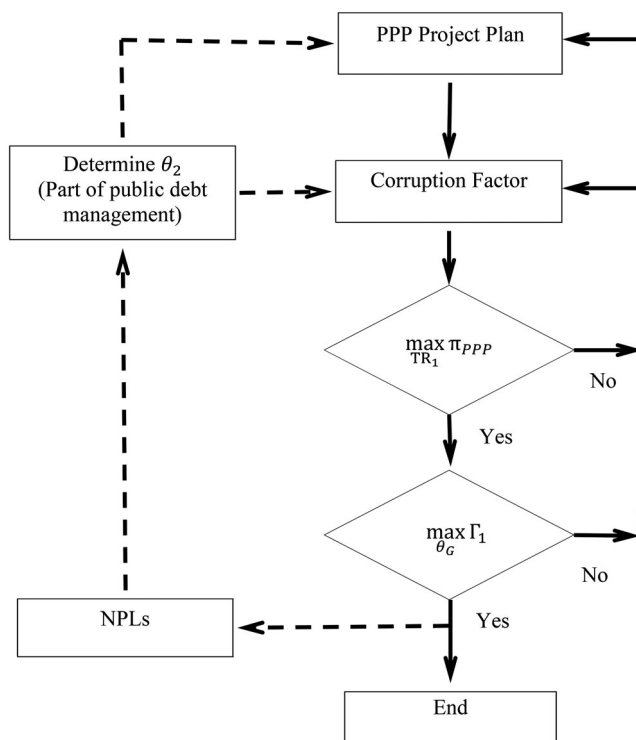 PPP Project Plan
Determine θ₂
(Part of public debt
management)
Corruption Factor
max π_PPP
TR₁
No
Yes
max Γ₁
θ_G
No
Yes
NPLs
End